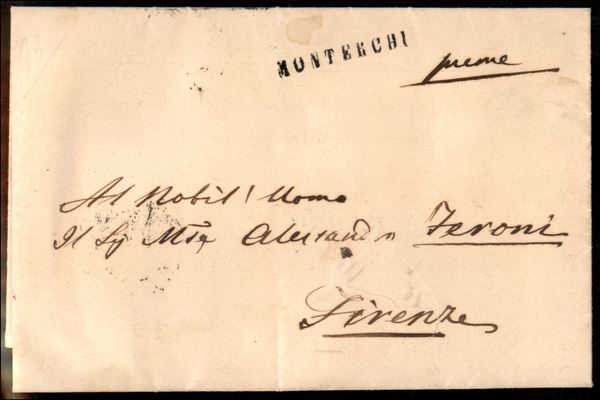 MONTERCHI
preme
Al Nobil' Uomo
Il Sig Mse Alessandro Feroni
Firenze